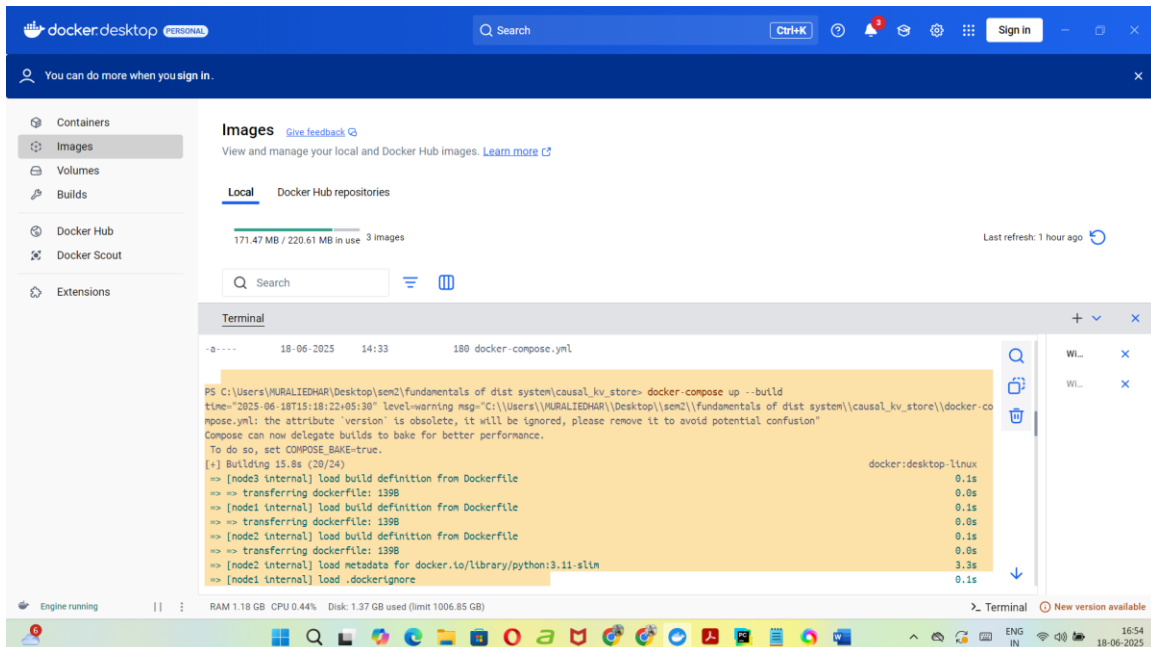 docker.desktop PERSONAL
Search
Ctrl+K
3
Sign in
You can do more when you sign in.
Containers
Images
Volumes
Builds
Docker Hub
Docker Scout
Extensions
Images Give feedback
View and manage your local and Docker Hub images. Learn more
Local Docker Hub repositories
171.47 MB / 220.61 MB in use 3 images
Last refresh: 1 hour ago
Search
Terminal
-a---- 18-06-2025 14:33 180 docker-compose.yml
Wi...
Wi...
PS C:\Users\MURALIEDHAR\Desktop\sem2\fundamentals of dist system\causal_kv_store> docker-compose up --build
time="2025-06-18T15:18:22+05:30" level=warning msg="C:\\Users\\MURALIEDHAR\\Desktop\\sem2\\fundamentals of dist system\\causal_kv_store\\docker-co
mpose.yml: the attribute `version` is obsolete, it will be ignored, please remove it to avoid potential confusion"
Compose can now delegate builds to bake for better performance.
To do so, set COMPOSE_BAKE=true.
[+] Building 15.8s (20/24) docker:desktop-linux
=> [node3 internal] load build definition from Dockerfile 0.1s
=> => transferring dockerfile: 139B 0.0s
=> [node1 internal] load build definition from Dockerfile 0.1s
=> => transferring dockerfile: 139B 0.0s
=> [node2 internal] load build definition from Dockerfile 0.1s
=> => transferring dockerfile: 139B 0.0s
=> [node2 internal] load metadata for docker.io/library/python:3.11-slim 3.3s
=> [node1 internal] load .dockerignore 0.1s
Engine running
RAM 1.18 GB CPU 0.44% Disk: 1.37 GB used (limit 1006.85 GB)
>_ Terminal
New version available
6
ENG
IN
16:54
18-06-2025